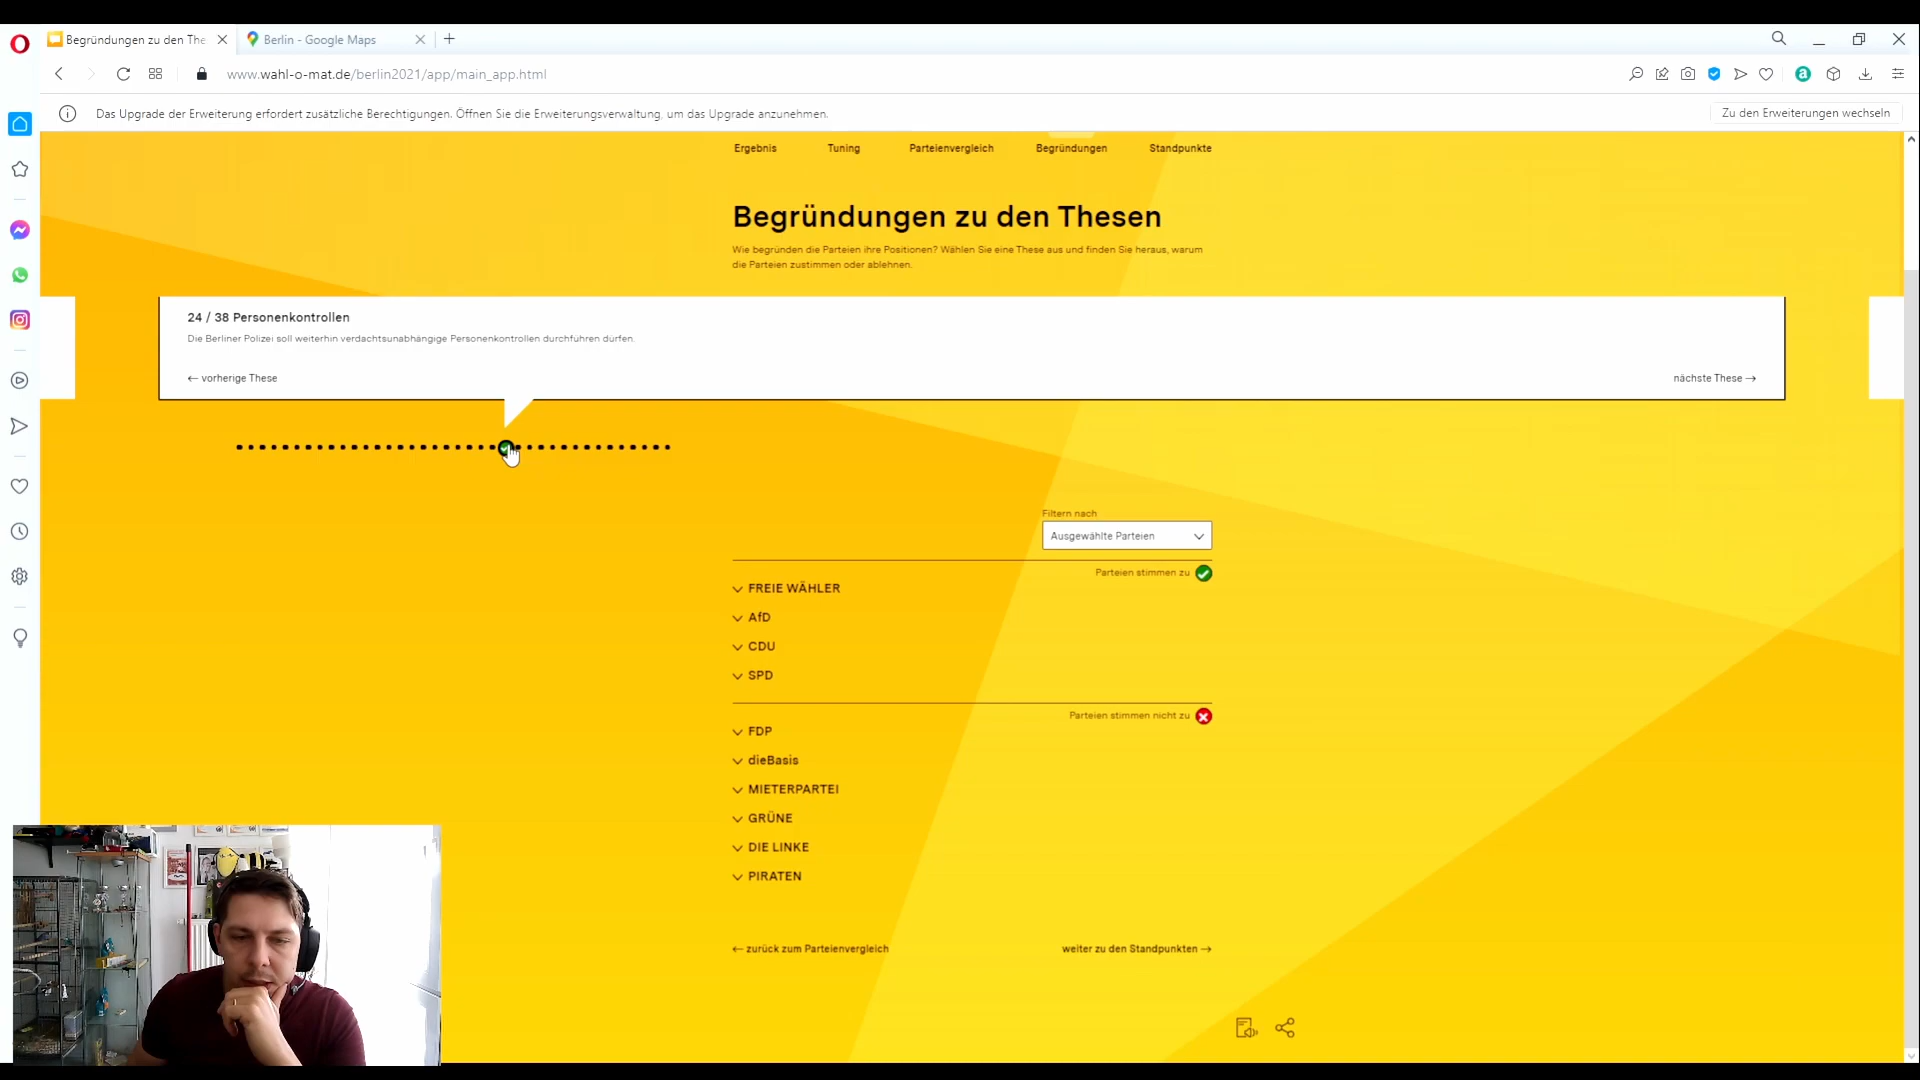 Begründungen zu den The
Berlin - Google Maps
www.wahl-o-mat.de/berlin2021/app/main_app.html
Das Upgrade der Erweiterung erfordert zusätzliche Berechtigungen. Öffnen Sie die Erweiterungsverwaltung, um das Upgrade anzunehmen.
Zu den Erweiterungen wechseln
Ergebnis
Tuning
Parteienvergleich
Begründungen
Standpunkte
Begründungen zu den Thesen
Wie begründen die Parteien ihre Positionen? Wählen Sie eine These aus und finden Sie heraus, warum
die Parteien zustimmen oder ablehnen.
24 / 38 Personenkontrollen
Die Berliner Polizei soll weiterhin verdachtsunabhängige Personenkontrollen durchführen dürfen.
← vorherige These
nächste These →
Filtern nach
Ausgewählte Parteien
Parteien stimmen zu
FREIE WÄHLER
AfD
CDU
SPD
Parteien stimmen nicht zu
FDP
dieBasis
MIETERPARTEI
GRÜNE
DIE LINKE
PIRATEN
← zurück zum Parteienvergleich
weiter zu den Standpunkten →